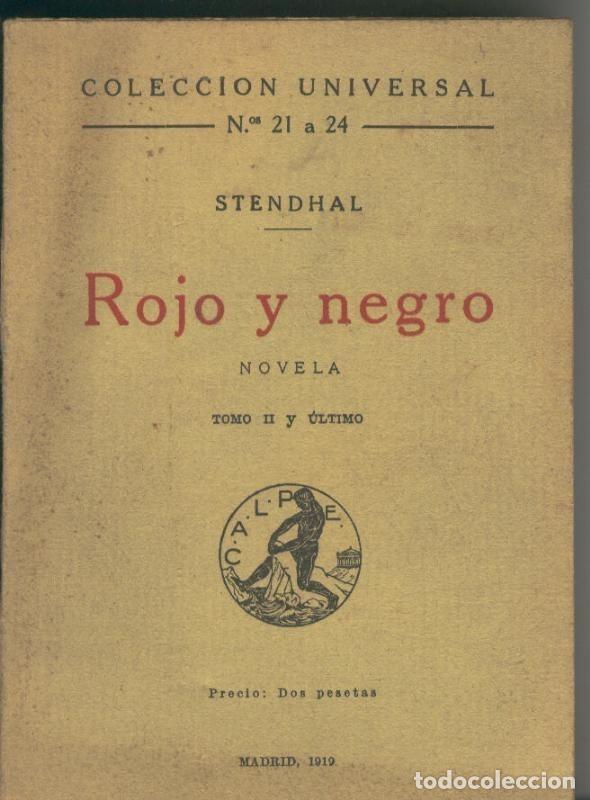 COLECCION UNIVERSAL
N.os 21 a 24
STENDHAL
Rojo y negro
NOVELA
TOMO II y ÚLTIMO
C.A.L.P.E.
Precio: Dos pesetas
MADRID, 1919
todocoleccion